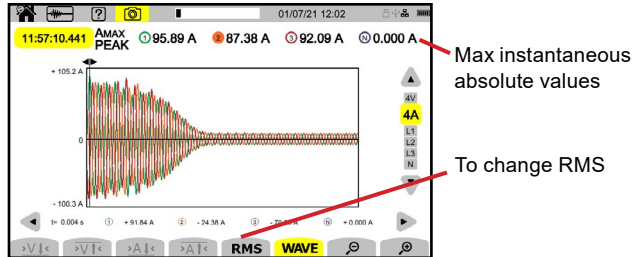 ? 01/07/21 12:02
11:57:10.441 AMAX PEAK 1 95.89 A 2 87.38 A 3 92.09 A N 0.000 A
Max instantaneous
absolute values
+ 105.2 A
4V
4A
L1
L2
L3
N
0
To change RMS
- 100.3 A
t= 0.004 s 1 + 91.84 A 2 - 24.38 A 3 N + 0.000 A
>V↓< >V↑< >A↓< >A↑< RMS WAVE